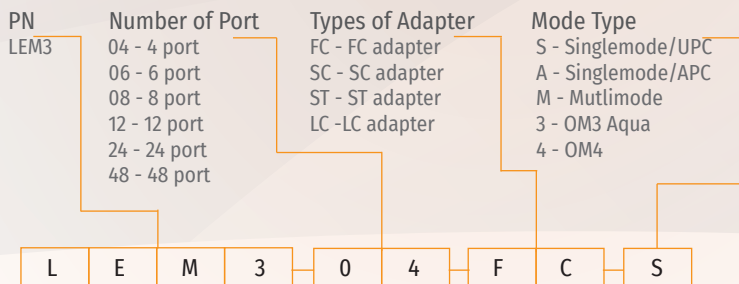 PN
LEM3
Number of Port
04 - 4 port
06 - 6 port
08 - 8 port
12 - 12 port
24 - 24 port
48 - 48 port
Types of Adapter
FC - FC adapter
SC - SC adapter
ST - ST adapter
LC -LC adapter
Mode Type
S - Singlemode/UPC
A - Singlemode/APC
M - Mutlimode
3 - OM3 Aqua
4 - OM4
L E M 3 - 0 4 - F C - S